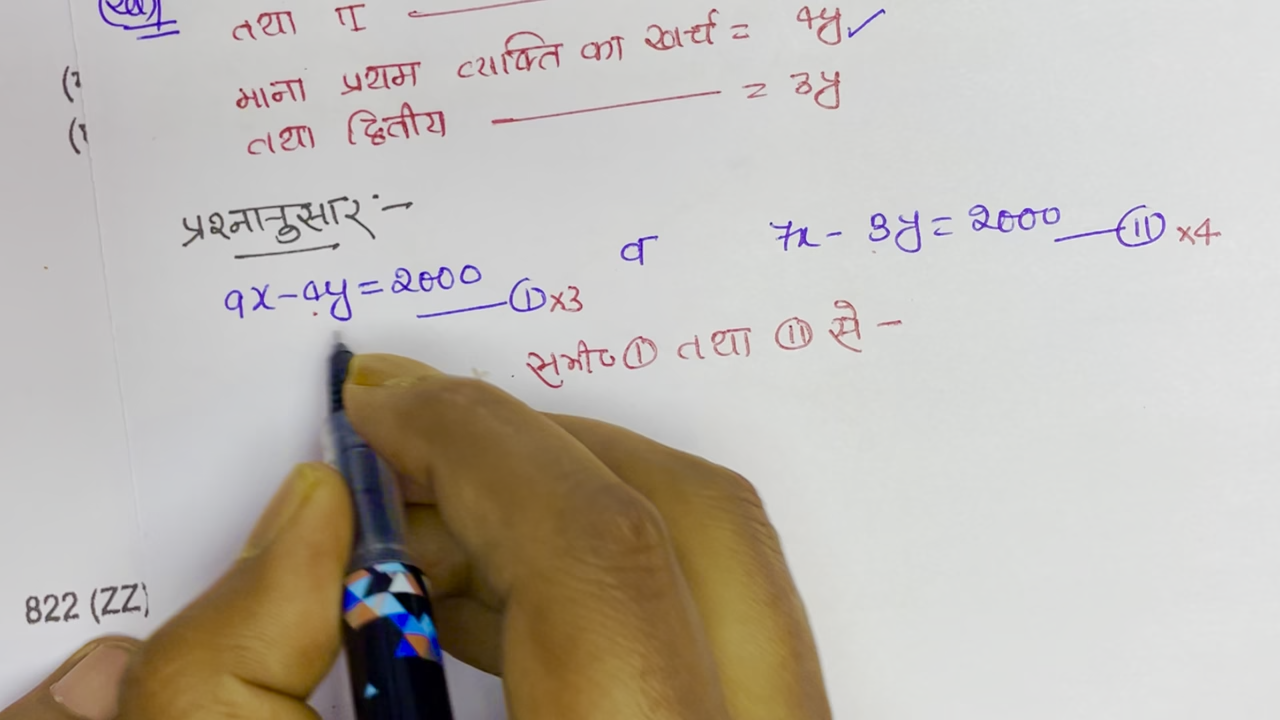 (ख)
तथा II
माना प्रथम व्यक्ति का खर्च = 4y ✓
तथा द्वितीय ——— = 3y
प्रश्नानुसार :-
9x - 4y = 2000 — (I) ×3 व 7x - 3y = 2000 — (II) ×4
समी० (I) तथा (II) से -
822 (ZZ)